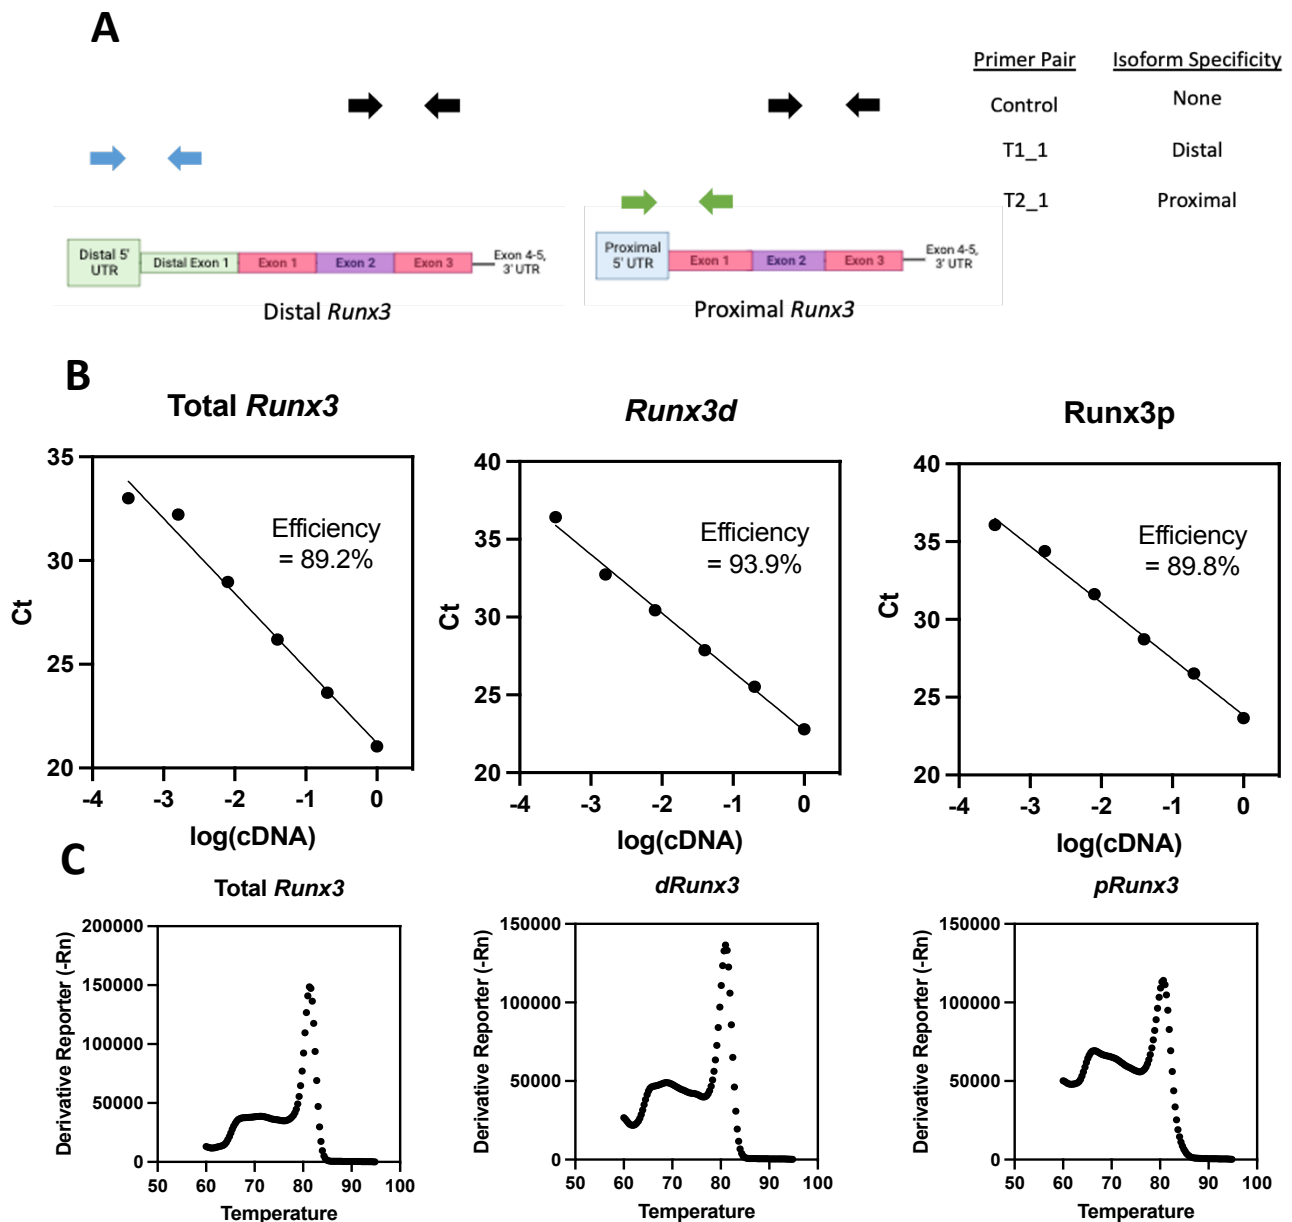 A
Primer Pair Isoform Specificity
Control None
T1_1 Distal
T2_1 Proximal
Distal 5' UTR Distal Exon 1 Exon 1 Exon 2 Exon 3 Exon 4-5, 3' UTR
Distal Runx3
Proximal 5' UTR Exon 1 Exon 2 Exon 3 Exon 4-5, 3' UTR
Proximal Runx3
B
Total Runx3
Ct
35
30
25
20
Efficiency
= 89.2%
-4 -3 -2 -1 0
log(cDNA)
Runx3d
Ct
40
35
30
25
20
Efficiency
= 93.9%
-4 -3 -2 -1 0
log(cDNA)
Runx3p
Ct
40
35
30
25
20
Efficiency
= 89.8%
-4 -3 -2 -1 0
log(cDNA)
C
Total Runx3
Derivative Reporter (-Rn)
200000
150000
100000
50000
0
50 60 70 80 90 100
Temperature
dRunx3
Derivative Reporter (-Rn)
150000
100000
50000
0
50 60 70 80 90 100
Temperature
pRunx3
Derivative Reporter (-Rn)
150000
100000
50000
0
50 60 70 80 90 100
Temperature